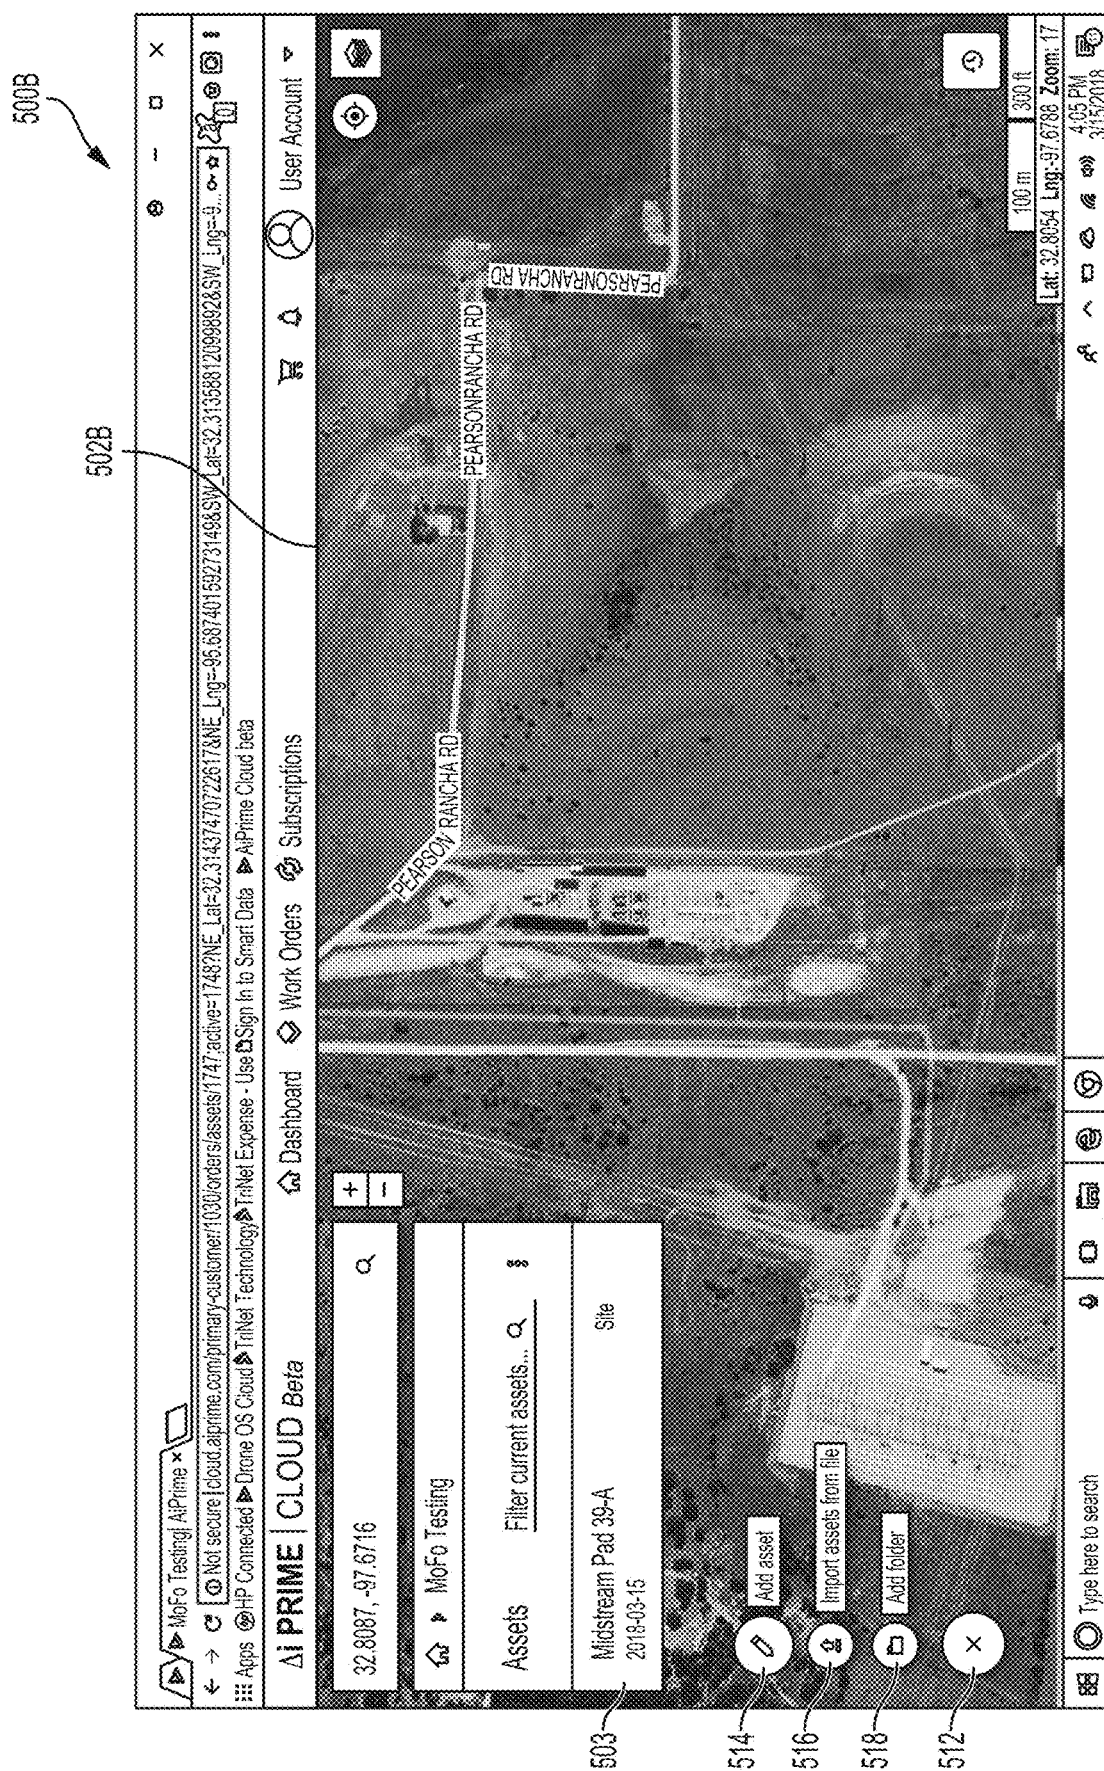 500B
502B
MoFo Testing| AiPrime ×
Not secure | cloud.aiprime.com/primary-customer/1030/orders/assets/1747;active=1748?NE_Lat=32.31437470722617&NE_Lng=-95.68740159273149&SW_Lat=32.31358812099892&SW_Lng=-9...
Apps HP Connected Drone OS Cloud TriNet Technology TriNet Expense - Use Sign In to Smart Data AiPrime Cloud beta
Ai PRIME | CLOUD Beta
Dashboard Work Orders Subscriptions User Account
32.8087, -97.6716
MoFo Testing
Assets Filter current assets...
Midstream Pad 39-A Site
2018-03-15
503
PEARSON RANCHA RD
PEARSONRANCHA RD
PEARSONRANCHA RD
514 Add asset
516 Import assets from file
518 Add folder
512
100 m 300 ft
Lat: 32.8054 Lng:-97.6788 Zoom: 17
Type here to search
4:05 PM
3/15/2018